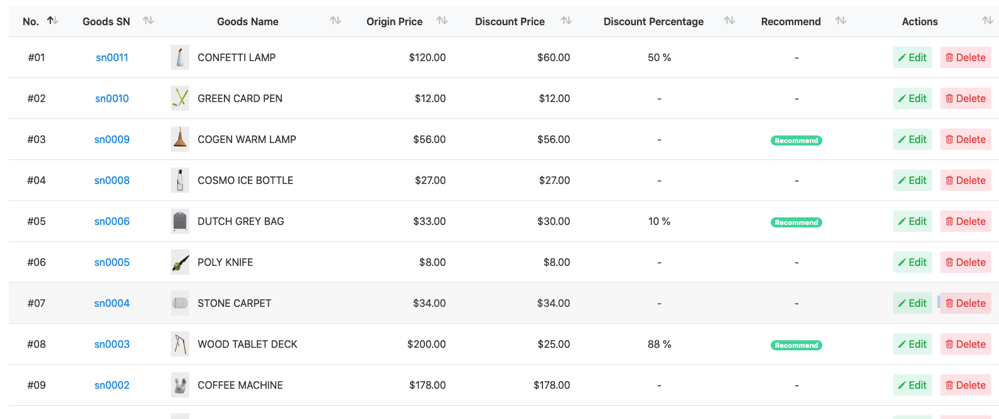 No. Goods SN Goods Name Origin Price Discount Price Discount Percentage Recommend Actions
#01 sn0011 CONFETTI LAMP $120.00 $60.00 50 % - Edit Delete
#02 sn0010 GREEN CARD PEN $12.00 $12.00 - - Edit Delete
#03 sn0009 COGEN WARM LAMP $56.00 $56.00 - Recommend Edit Delete
#04 sn0008 COSMO ICE BOTTLE $27.00 $27.00 - - Edit Delete
#05 sn0006 DUTCH GREY BAG $33.00 $30.00 10 % Recommend Edit Delete
#06 sn0005 POLY KNIFE $8.00 $8.00 - - Edit Delete
#07 sn0004 STONE CARPET $34.00 $34.00 - - Edit Delete
#08 sn0003 WOOD TABLET DECK $200.00 $25.00 88 % Recommend Edit Delete
#09 sn0002 COFFEE MACHINE $178.00 $178.00 - - Edit Delete